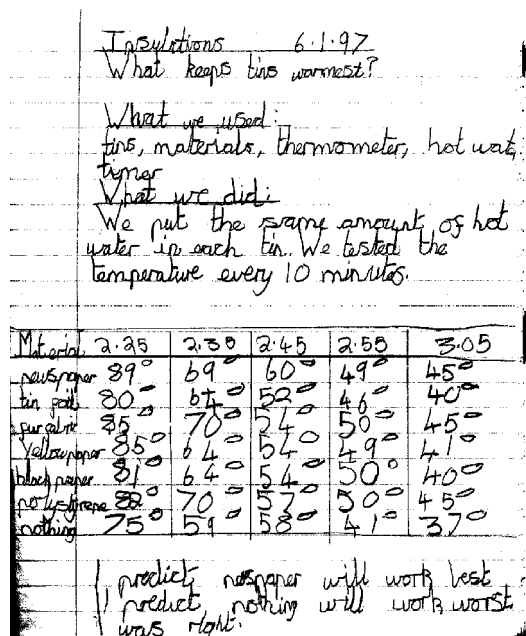 Insylations 6.1.97
What keeps tins warmest?
What we used:
tins, materials, thermometer, hot wat,
timer
What we did:
We put the same amount of hot
water in each tin. We tested the
temperature every 10 minutes.
Material 2.25 2.35 2.45 2.55 3.05
newspaper 89° 69° 60° 49° 45°
tin foil 80° 64° 52° 46° 40°
85° 70° 54° 50° 45°
Yellow paper 85° 64° 54° 49° 41°
black paper 81° 64° 54° 50° 40°
polystyrene 82° 70° 57° 50° 45°
nothing 75° 59° 58° 41° 37°
I predict nespaper will work best
I predict nothing will work worst
was right.